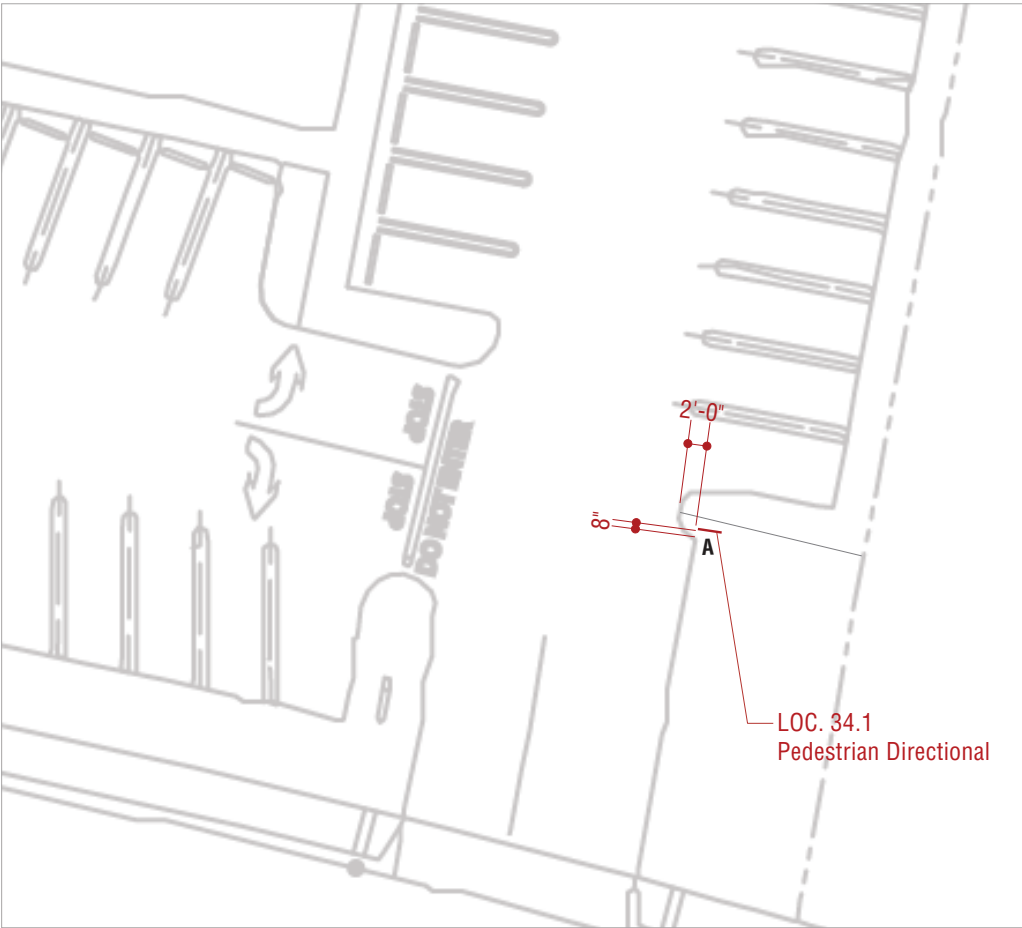 STOP
STOP
DO NOT ENTER
2'-0"
8"
A
LOC. 34.1
Pedestrian Directional